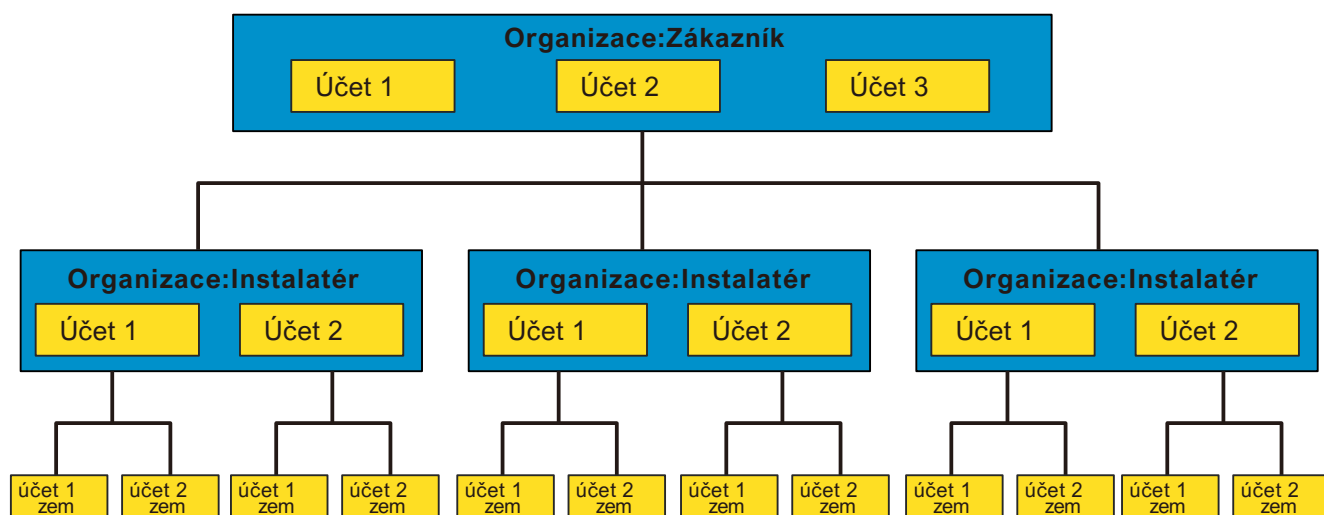 Organizace:Zákazník
Účet 1 Účet 2 Účet 3
Organizace:Instalatér Organizace:Instalatér Organizace:Instalatér
Účet 1 Účet 2 Účet 1 Účet 2 Účet 1 Účet 2
účet 1 účet 2 účet 1 účet 2 účet 1 účet 2 účet 1 účet 2 účet 1 účet 2 účet 1 účet 2
zem zem zem zem zem zem zem zem zem zem zem zem